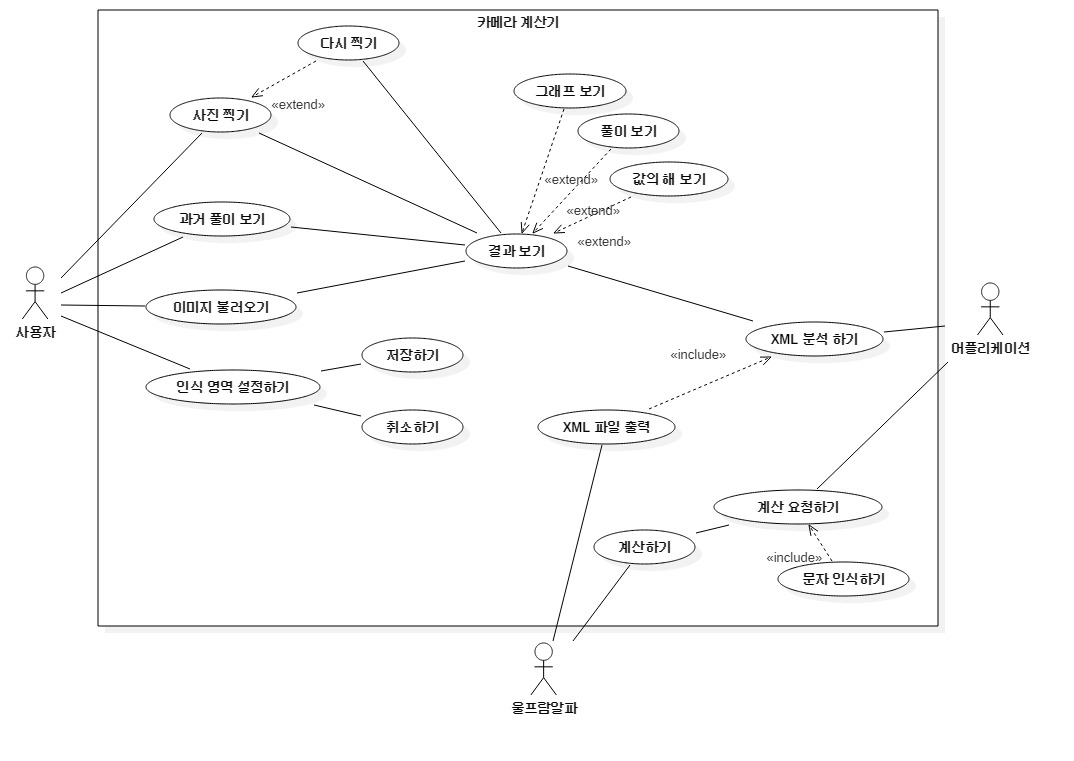 카메라 계산기
다시 찍기
«extend»
사진 찍기
그래프 보기
풀이 보기
«extend»
값의 해 보기
«extend»
과거 풀이 보기
«extend»
결과 보기
사용자
이미지 불러오기
어플리케이션
XML 분석 하기
저장하기
«include»
인식 영역 설정하기
취소하기
XML 파일 출력
계산 요청하기
계산하기
«include»
문자 인식하기
울프람알파